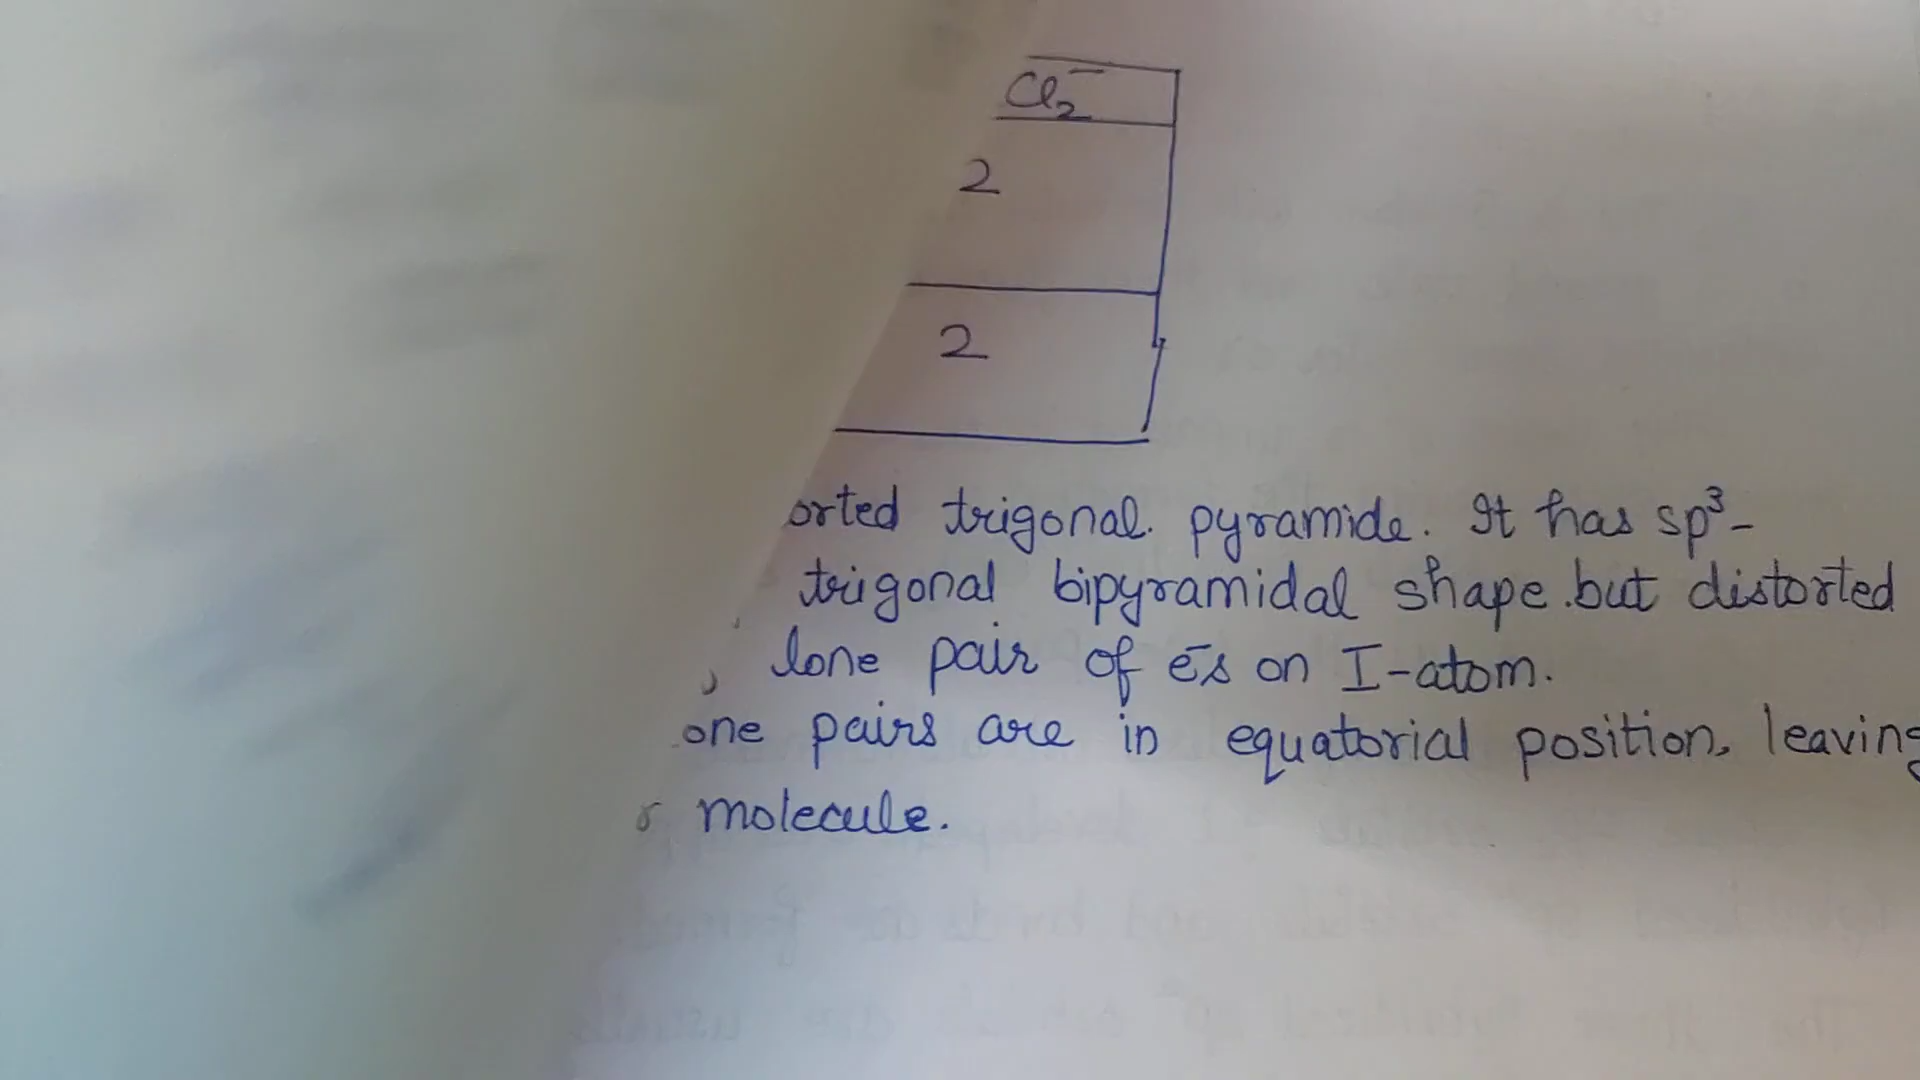 Cl₂⁻
2
2
orted trigonal. pyramide. It has sp³-
trigonal bipyramidal shape.but distorted
, lone pair of ēs on I-atom.
one pairs are in equatorial position, leaving
r molecule.